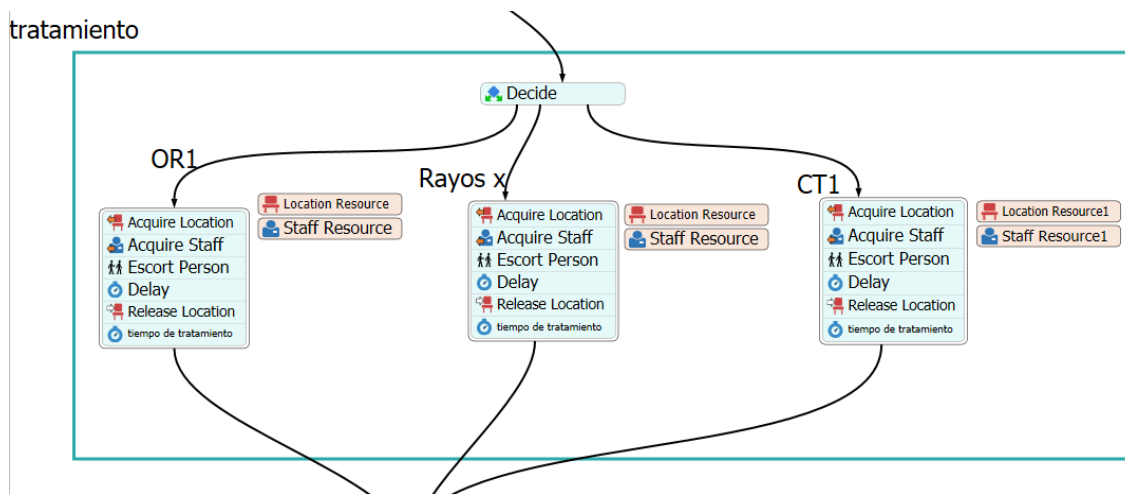 tratamiento
Decide
OR1
Acquire Location
Acquire Staff
Escort Person
Delay
Release Location
tiempo de tratamiento
Location Resource
Staff Resource
Rayos x
Acquire Location
Acquire Staff
Escort Person
Delay
Release Location
tiempo de tratamiento
Location Resource
Staff Resource
CT1
Acquire Location
Acquire Staff
Escort Person
Delay
Release Location
tiempo de tratamiento
Location Resource1
Staff Resource1